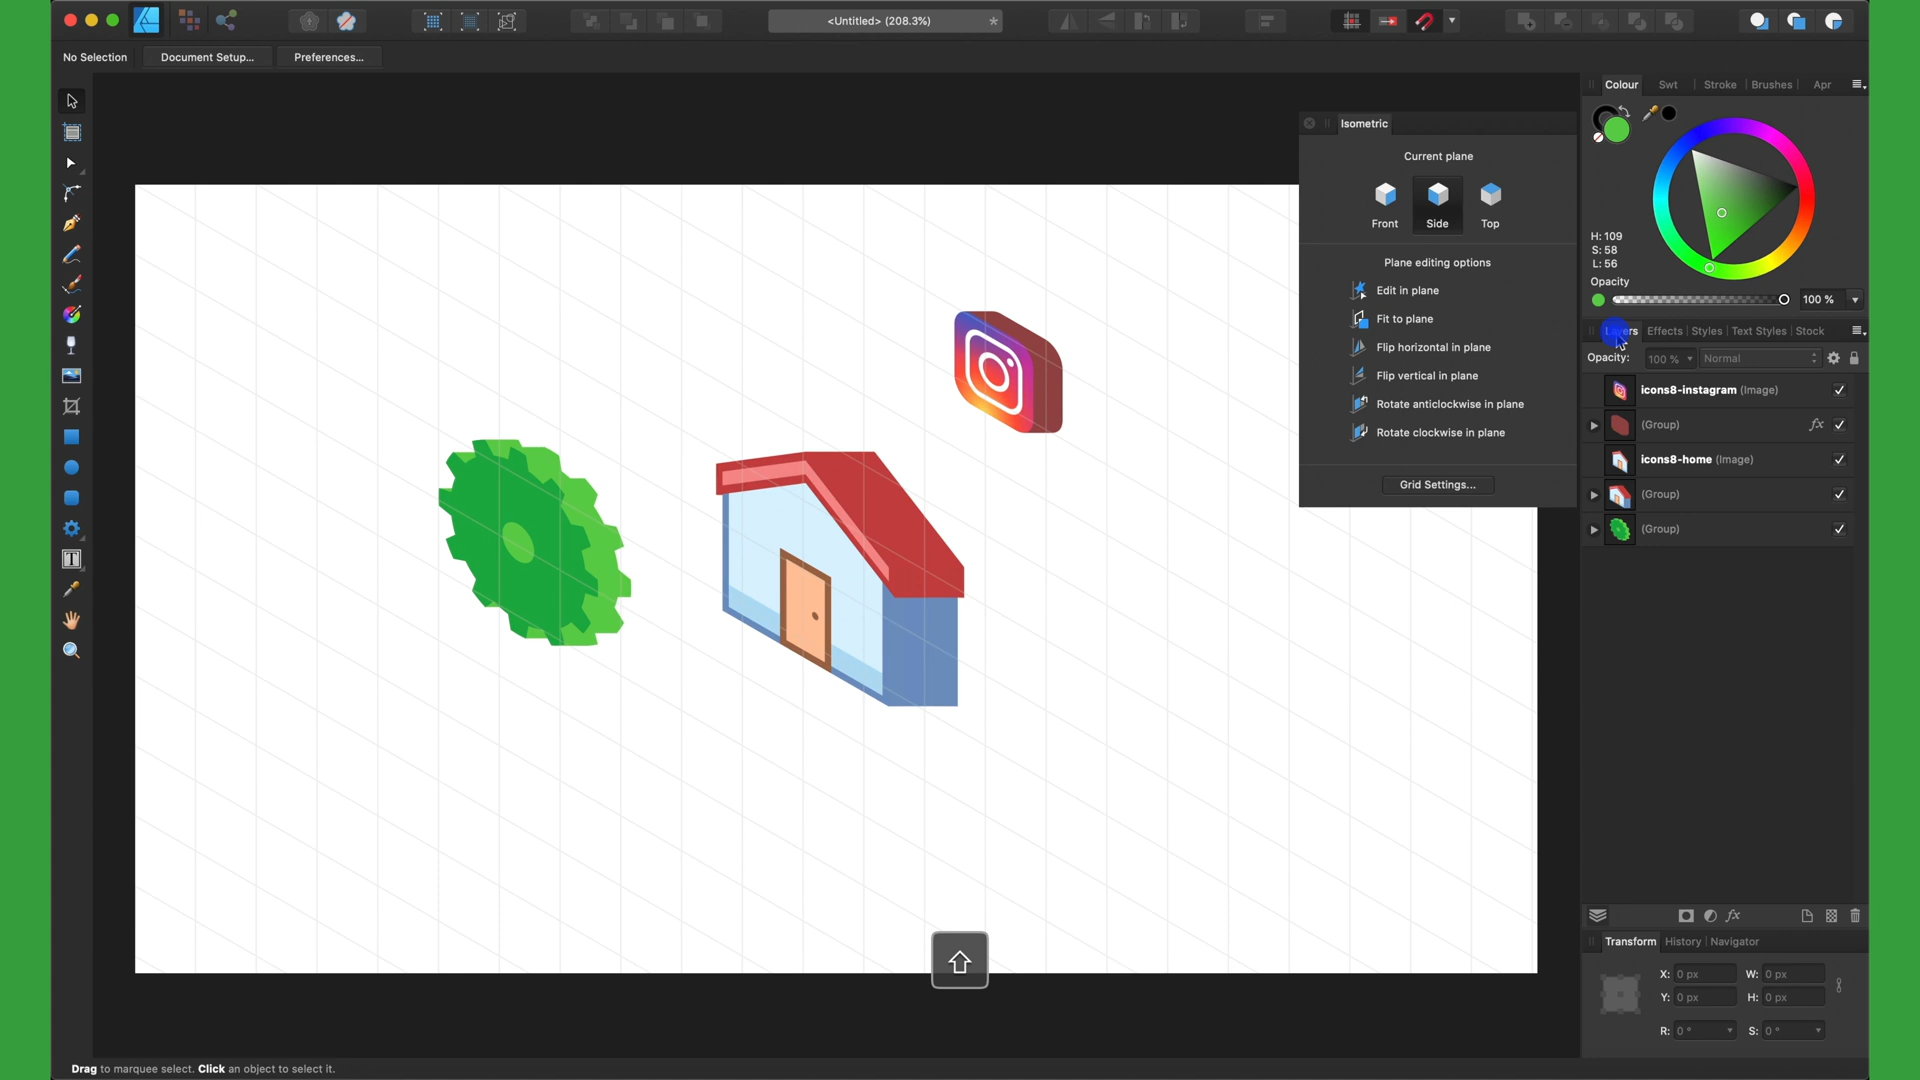 <Untitled> (208.3%)
*
No Selection
Document Setup...
Preferences...
Colour
Swt
Stroke
Brushes
Apr
H: 109
S: 58
L: 56
Opacity
100 %
Isometric
Current plane
Front
Side
Top
Plane editing options
Edit in plane
Fit to plane
Flip horizontal in plane
Flip vertical in plane
Rotate anticlockwise in plane
Rotate clockwise in plane
Grid Settings...
Layers
Effects
Styles
Text Styles
Stock
Opacity:
100 %
Normal
icons8-instagram (Image)
(Group)
fx
icons8-home (Image)
(Group)
(Group)
fx
Transform
History
Navigator
X: 0 px
W: 0 px
Y: 0 px
H: 0 px
R: 0 °
S: 0 °
Drag to marquee select. Click an object to select it.